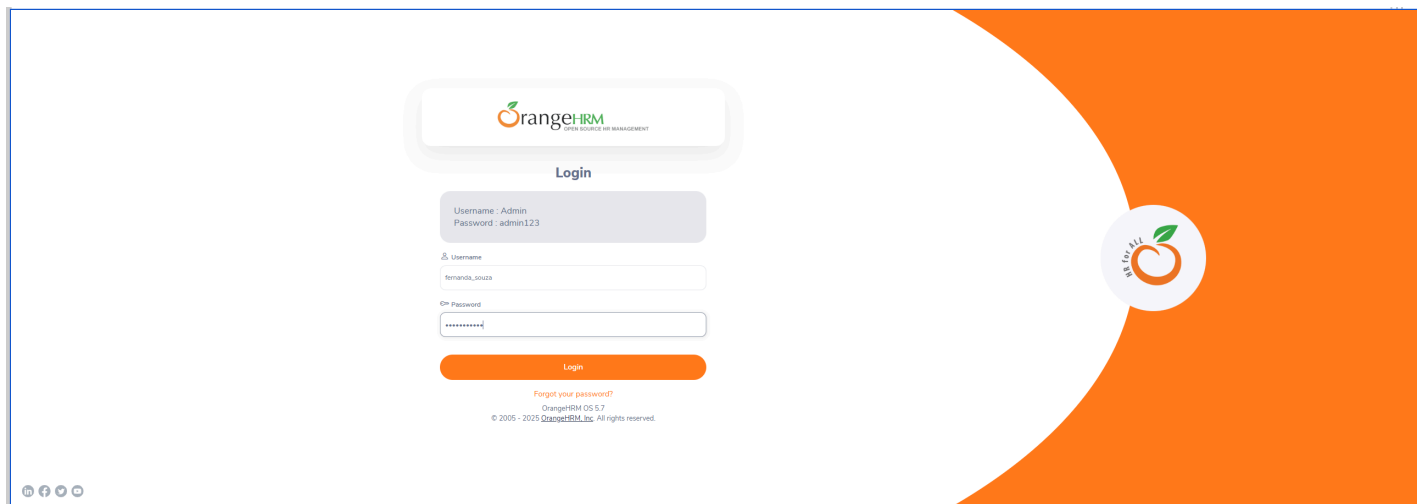 OrangeHRM
OPEN SOURCE HR MANAGEMENT
Login
Username : Admin
Password : admin123
Username
fernanda_souza
Password
•••••••••••
Login
Forgot your password?
OrangeHRM OS 5.7
© 2005 - 2025 OrangeHRM, Inc. All rights reserved.
HR for ALL